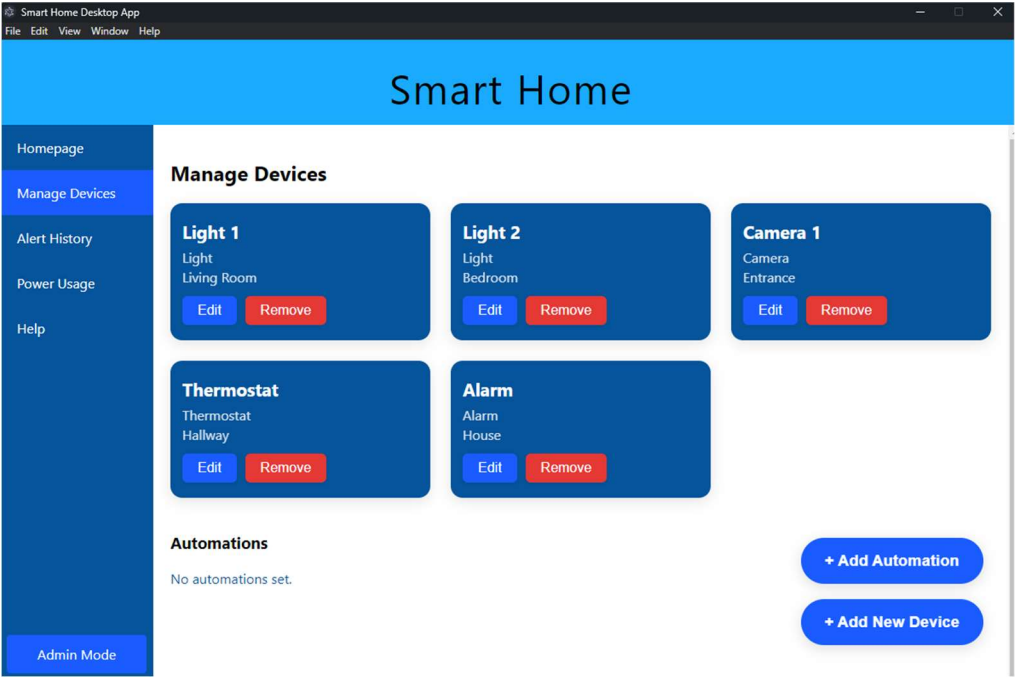 Smart Home Desktop App
File Edit View Window Help
Smart Home
Homepage
Manage Devices
Alert History
Power Usage
Help
Admin Mode
Manage Devices
Light 1
Light
Living Room
Edit Remove
Light 2
Light
Bedroom
Edit Remove
Camera 1
Camera
Entrance
Edit Remove
Thermostat
Thermostat
Hallway
Edit Remove
Alarm
Alarm
House
Edit Remove
Automations
No automations set.
+ Add Automation
+ Add New Device